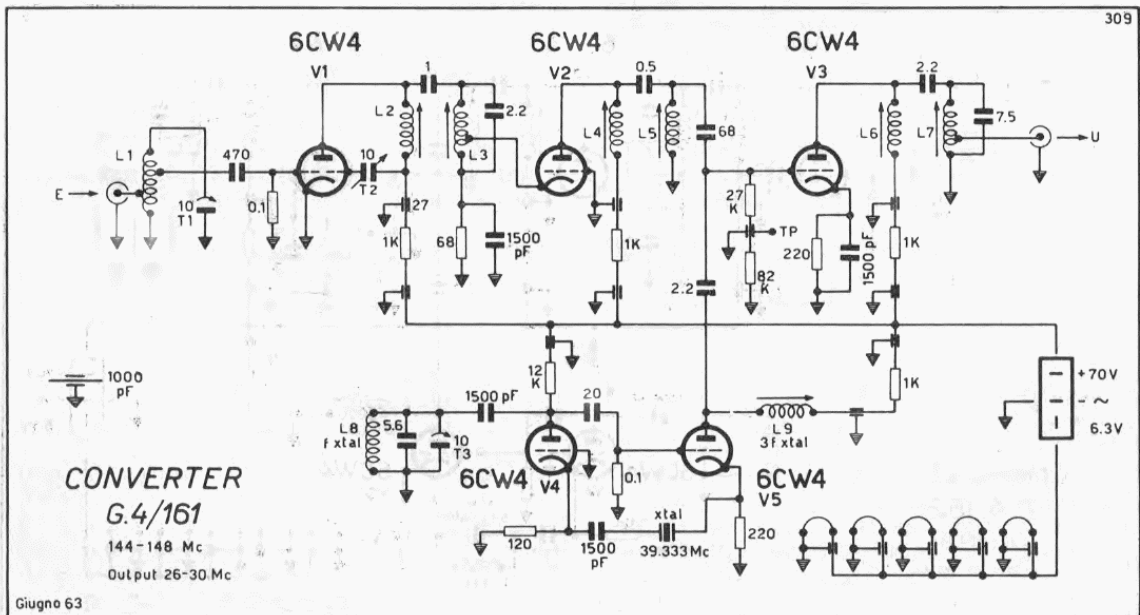 309
6CW4
6CW4
6CW4
V1
V2
V3
1
0.5
2.2
L2
2.2
L3
L4
L5
68
L6
L7
7.5
U
L1
470
10
T2
E
10
T1
0.1
27
1K
68
1500 pF
1K
27 K
TP
82 K
220
1500 pF
1K
2.2
1000 pF
12 K
1K
+70V
~
6.3V
1500 pF
20
L8
f xtal
5.6
10
T3
L9
3f xtal
6CW4
V4
0.1
6CW4
V5
120
1500 pF
xtal
39.333 Mc
220
CONVERTER
G.4/161
144-148 Mc
Output 26-30 Mc
Giugno 63